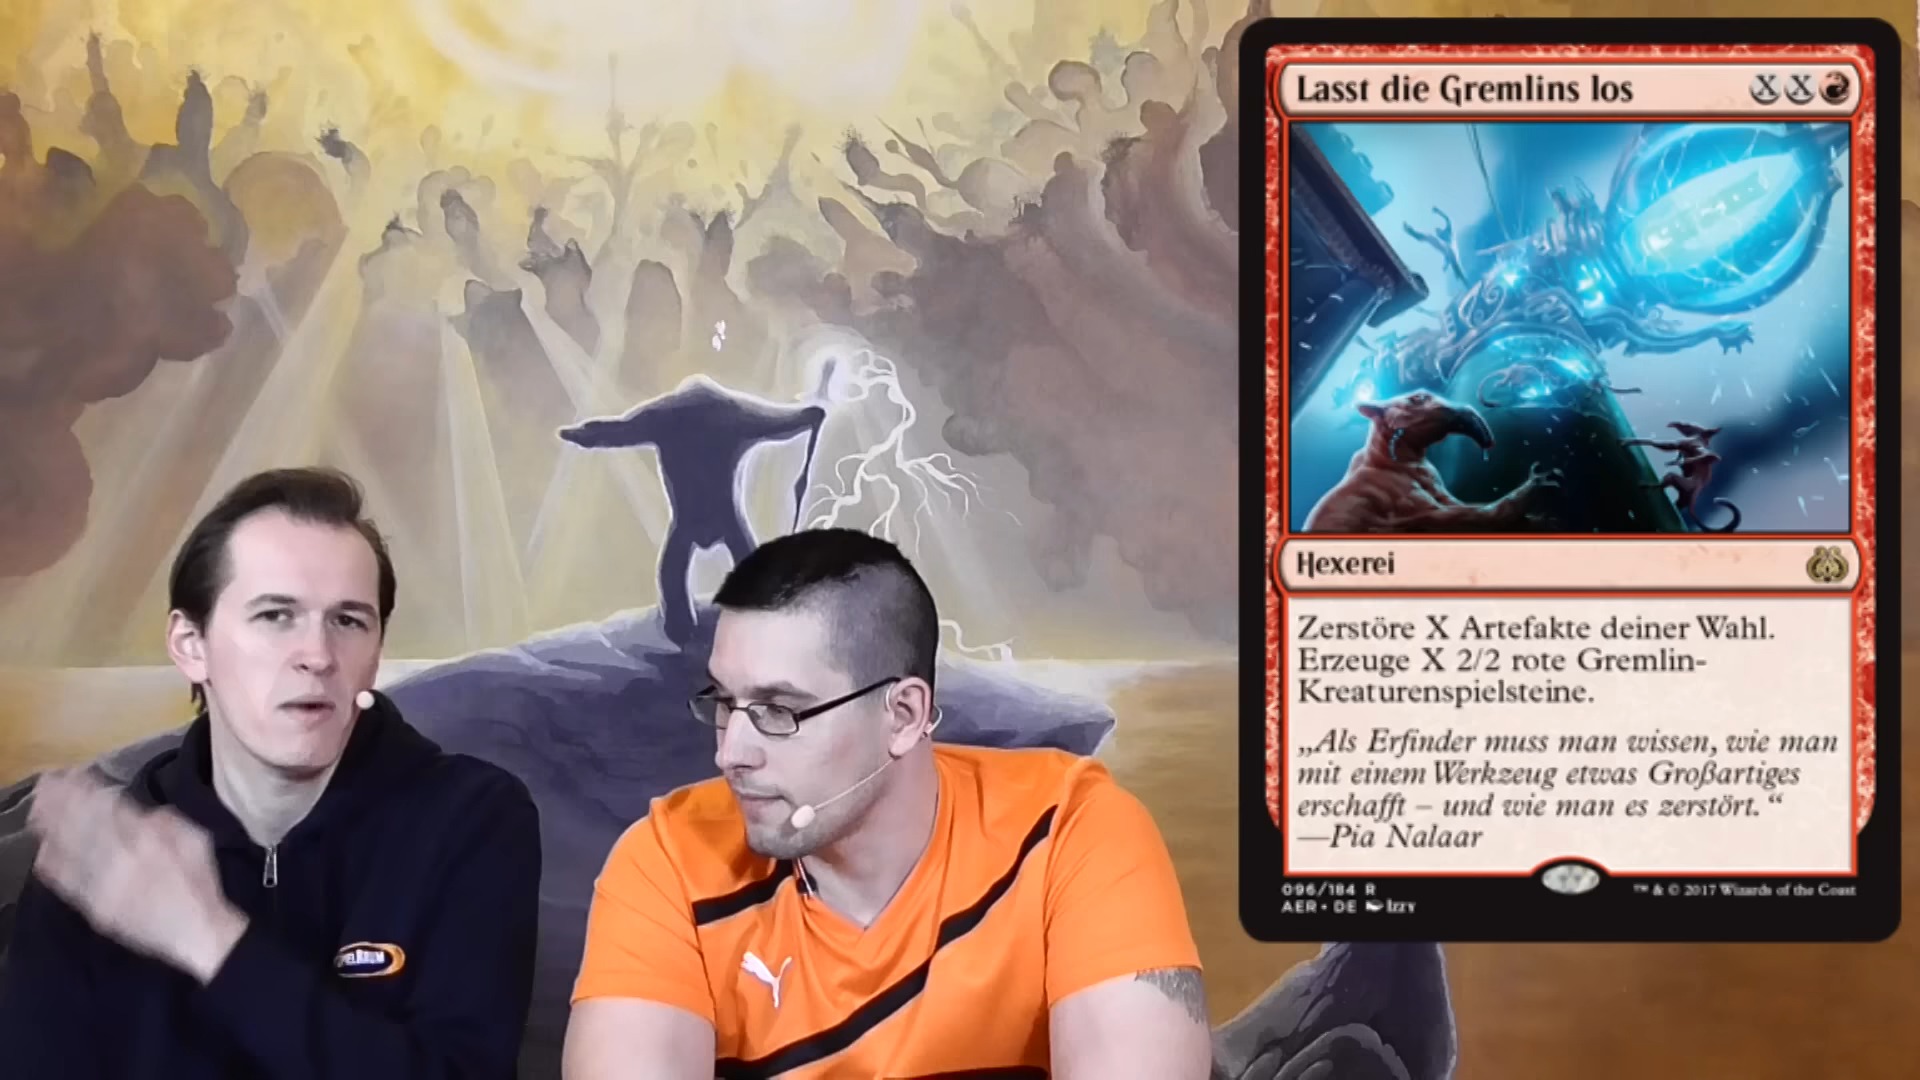 Lasst die Gremlins los
X X
Hexerei
Zerstöre X Artefakte deiner Wahl.
Erzeuge X 2/2 rote Gremlin-
Kreaturenspielsteine.
„Als Erfinder muss man wissen, wie man
mit einem Werkzeug etwas Großartiges
erschafft – und wie man es zerstört.“
—Pia Nalaar
096/184 R
™ & © 2017 Wizards of the Coast
AER • DE Izzy